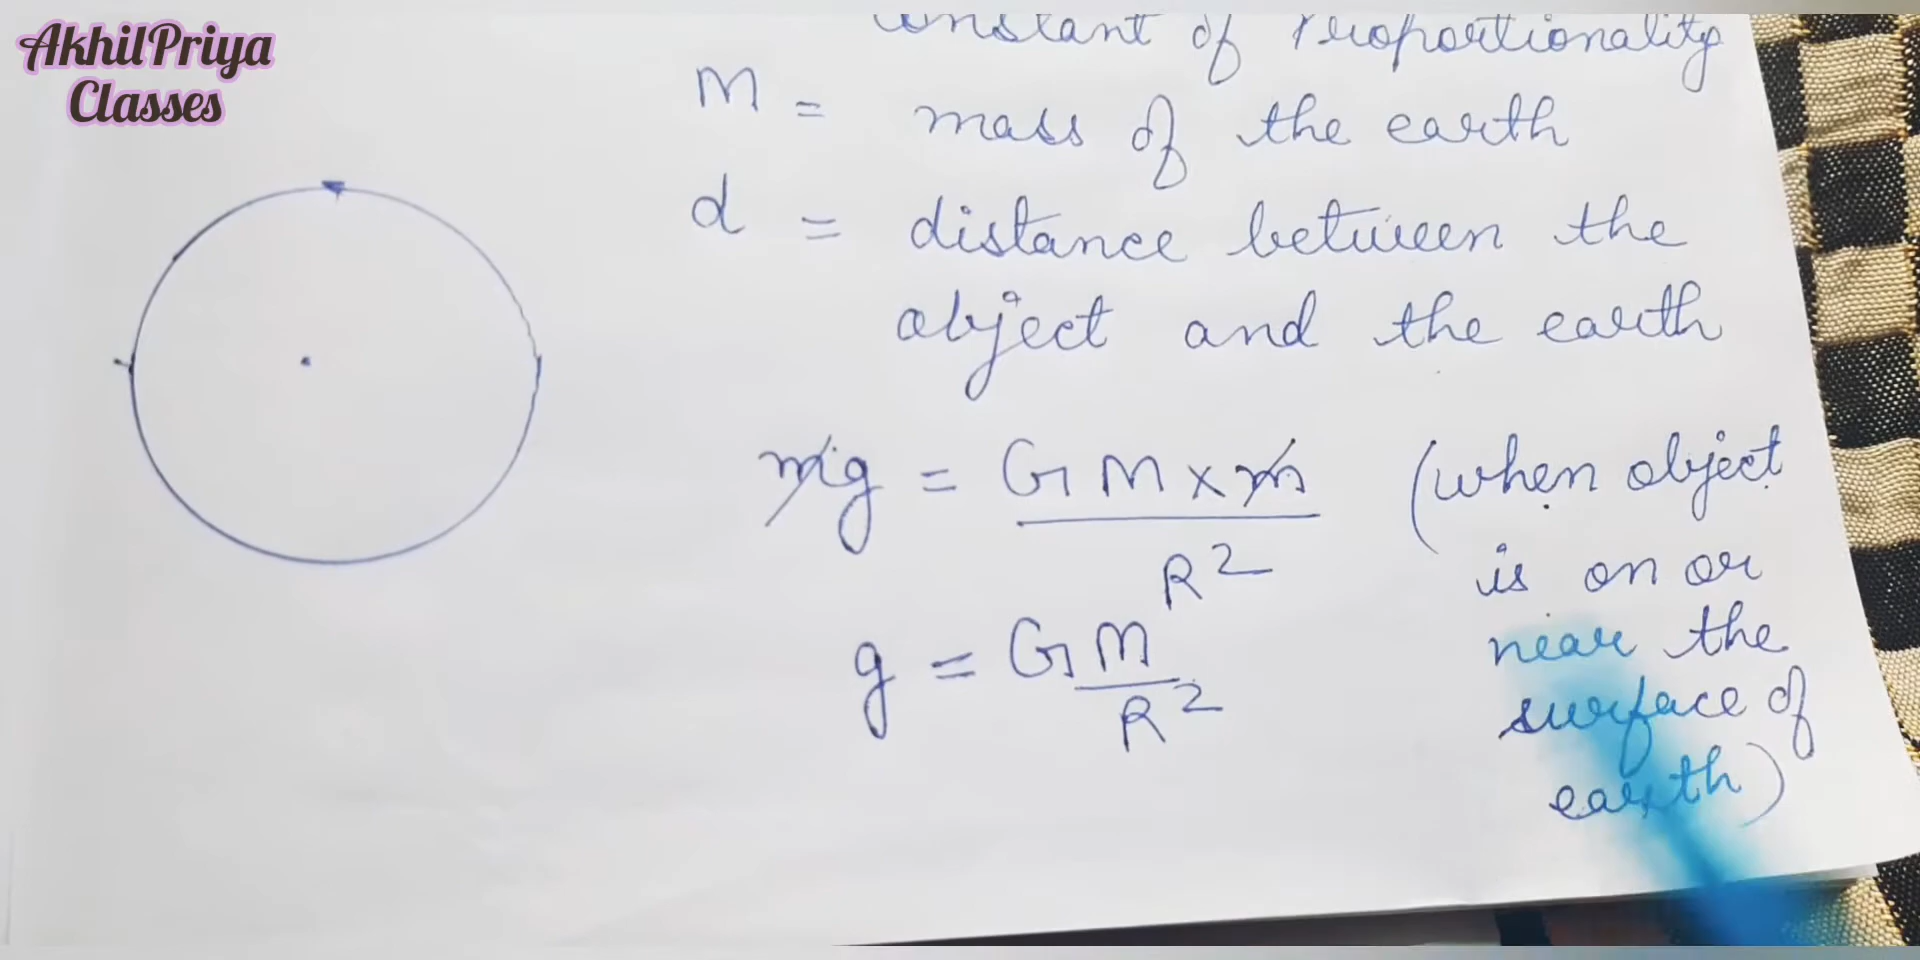 AkhilPriya
Classes
constant of Proportionality
M = mass of the earth
d = distance between the
object and the earth
mg = GM x m (when object
R² is on or
g = GM near the
R² surface of
earth)